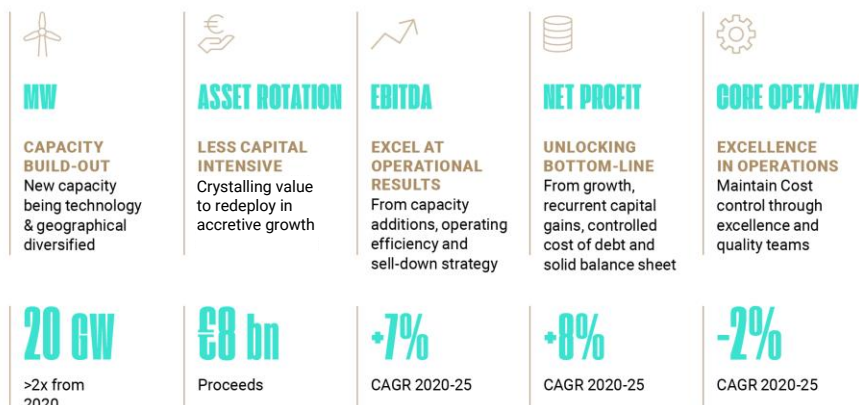 MW
CAPACITY
BUILD-OUT
New capacity
being technology
& geographical
diversified
20 GW
>2x from
2020
ASSET ROTATION
LESS CAPITAL
INTENSIVE
Crystalling value
to redeploy in
accretive growth
€8 bn
Proceeds
EBITDA
EXCEL AT
OPERATIONAL
RESULTS
From capacity
additions, operating
efficiency and
sell-down strategy
+7%
CAGR 2020-25
NET PROFIT
UNLOCKING
BOTTOM-LINE
From growth,
recurrent capital
gains, controlled
cost of debt and
solid balance sheet
+8%
CAGR 2020-25
CORE OPEX/MW
EXCELLENCE
IN OPERATIONS
Maintain Cost
control through
excellence and
quality teams
-2%
CAGR 2020-25